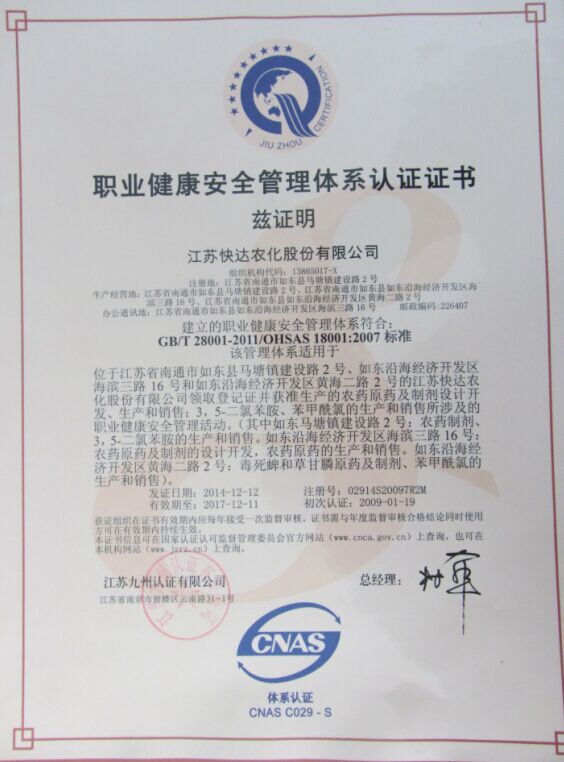 JIU ZHOU CERTIFICATION
职业健康安全管理体系认证证书
兹证明
江苏快达农化股份有限公司
组织机构代码：13865017-X
注册地：江苏省南通市如东县马塘镇建设路2号
生产经营地：江苏省南通市如东县马塘镇建设路2号、江苏省南通市如东沿海经济开发区海
滨三路16号、江苏省南通市如东县如东沿海经济开发区黄海二路2号
办公通讯地：江苏省南通市如东沿海经济开发区海滨三路16号 邮政编码：226407
建立的职业健康安全管理体系符合：
GB/T 28001-2011/OHSAS 18001:2007 标准
该管理体系适用于
位于江苏省南通市如东县马塘镇建设路2号、如东沿海经济开发区
海滨三路16号和如东沿海经济开发区黄海二路2号的江苏快达农
化股份有限公司领取登记证并获准生产的农药原药及制剂设计开
发、生产和销售；3，5-二氯苯胺、苯甲酰氯的生产和销售所涉及的
职业健康安全管理活动。（其中如东马塘镇建设路2号：农药制剂、
3，5-二氯苯胺的生产和销售。如东沿海经济开发区海滨三路16号：
农药原药及制剂的设计开发，农药原药的生产和销售。如东沿海经
济开发区黄海二路2号：毒死蜱和草甘膦原药及制剂、苯甲酰氯的
生产和销售）。
发证日期：2014-12-12 注册号：02914S20097R2M
有效期至：2017-12-11 初次认证：2009-01-19
获证组织在证书有效期内应每年接受一次监督审核，证书需与年度监督审核合格结论同时使用
方可在有效期内持续生效。
本证书信息可在国家认证认可监督管理委员会官方网站（www.cnca.gov.cn）上查询，也可在
本机构网站（www.jzrz.cn）上查询。
江苏九州认证有限公司 总经理：
江苏省南京市鼓楼区云南路31-1号
CNAS
体系认证
CNAS C029 - S